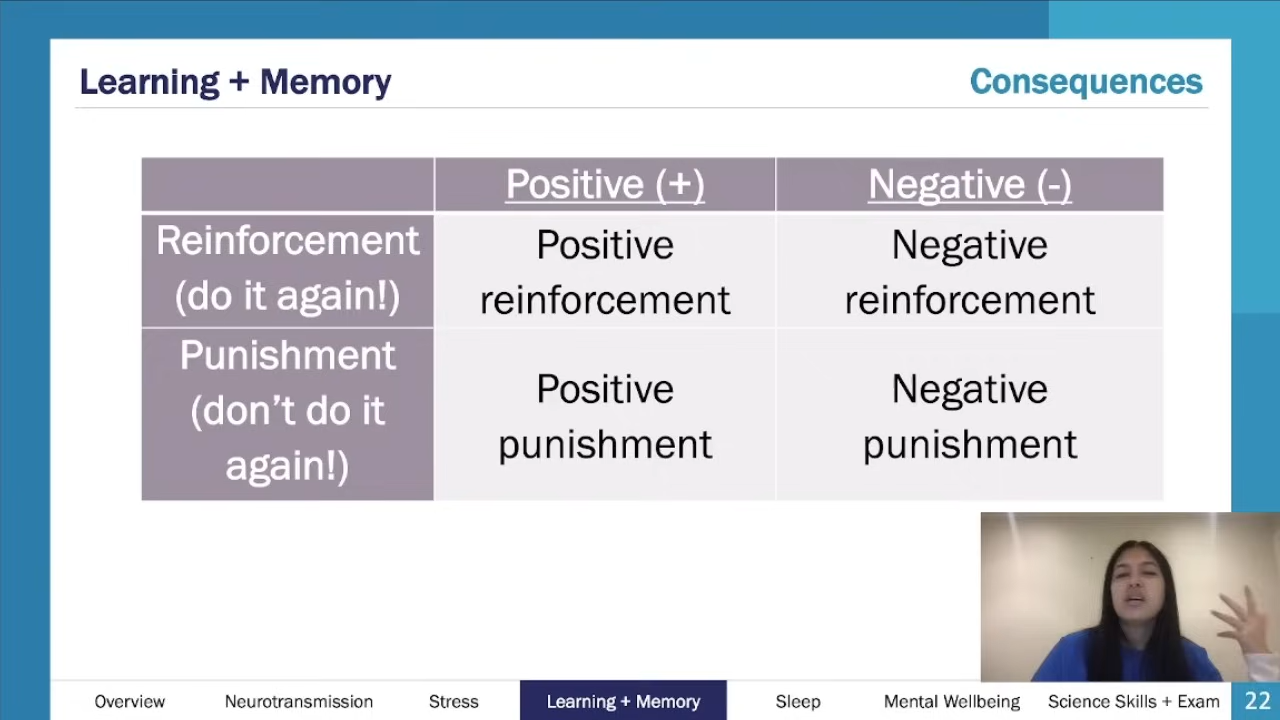 Learning + Memory
Consequences
Positive (+)
Negative (-)
Reinforcement
(do it again!)
Positive
reinforcement
Negative
reinforcement
Punishment
(don’t do it
again!)
Positive
punishment
Negative
punishment
Overview
Neurotransmission
Stress
Learning + Memory
Sleep
Mental Wellbeing
Science Skills + Exam
22